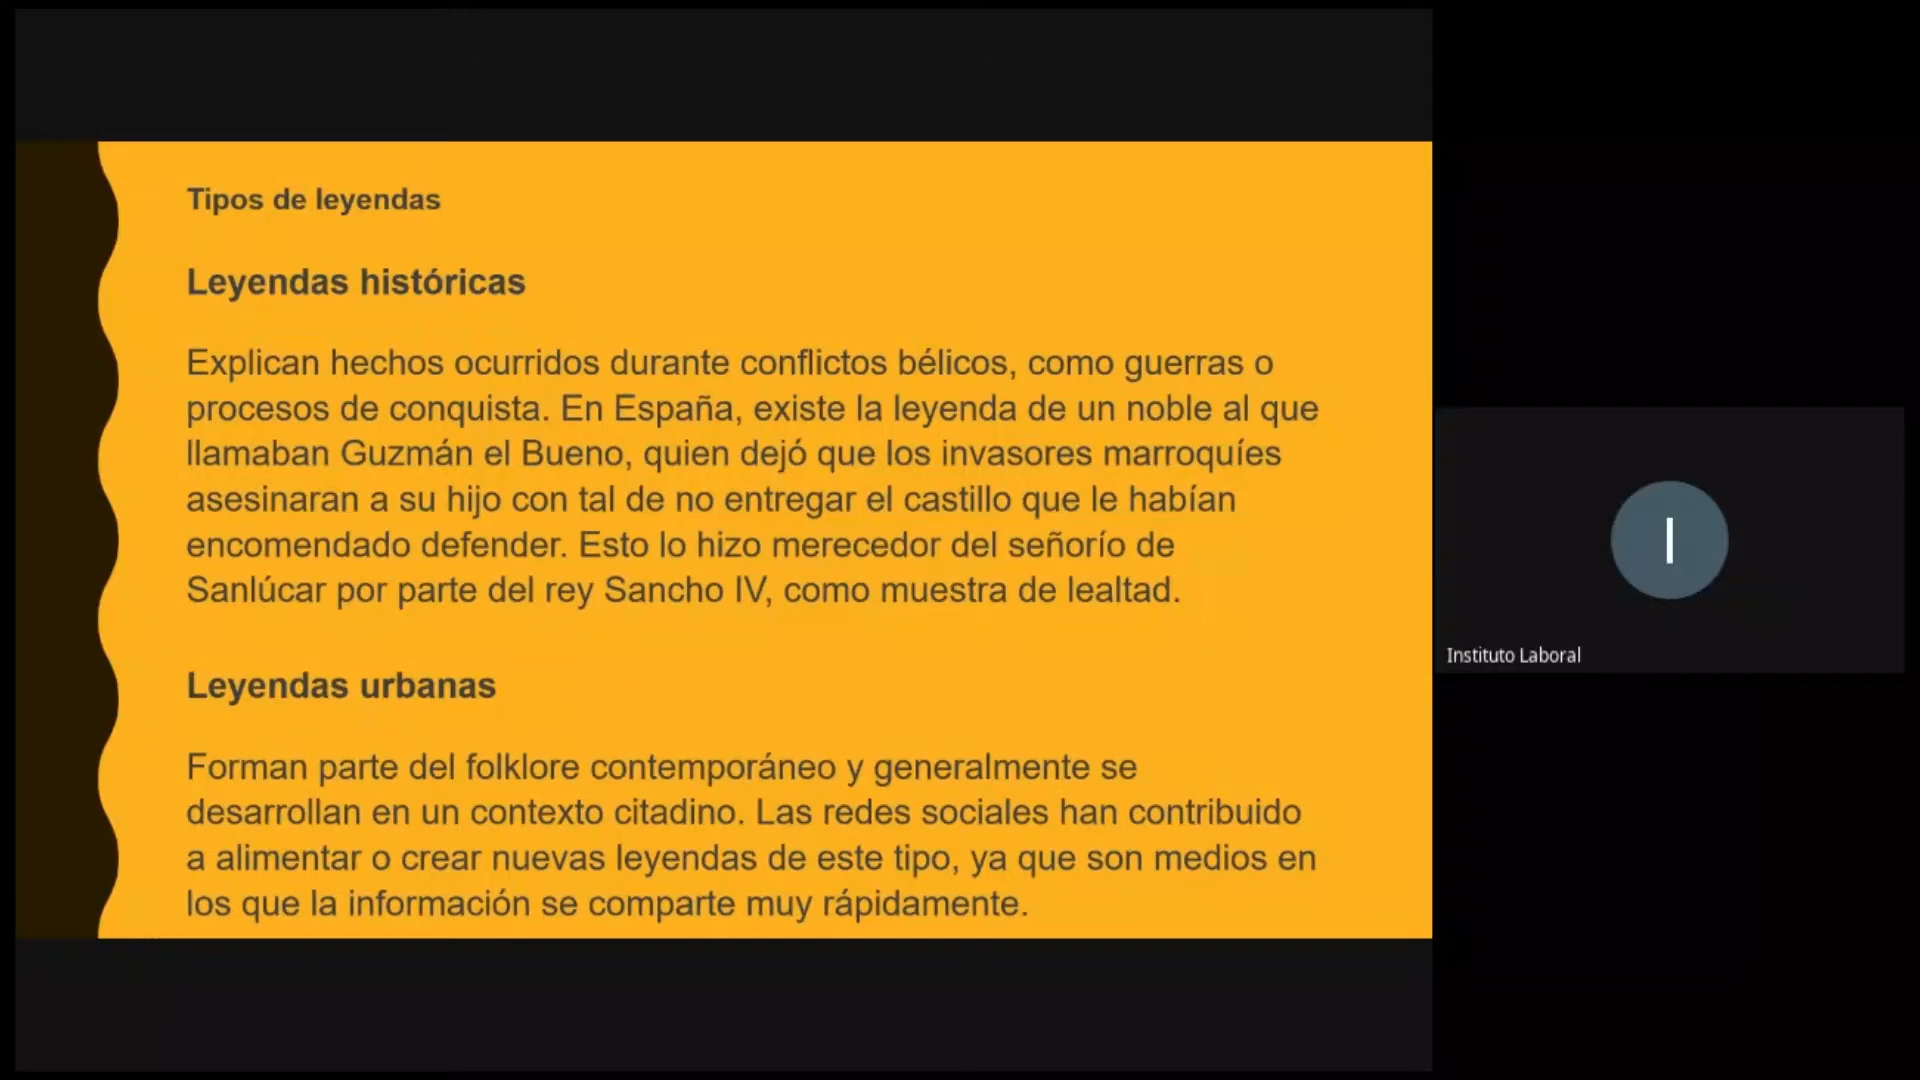 Tipos de leyendas
Leyendas históricas
Explican hechos ocurridos durante conflictos bélicos, como guerras o
procesos de conquista. En España, existe la leyenda de un noble al que
llamaban Guzmán el Bueno, quien dejó que los invasores marroquíes
asesinaran a su hijo con tal de no entregar el castillo que le habían
encomendado defender. Esto lo hizo merecedor del señorío de
Sanlúcar por parte del rey Sancho IV, como muestra de lealtad.
Leyendas urbanas
Forman parte del folklore contemporáneo y generalmente se
desarrollan en un contexto citadino. Las redes sociales han contribuido
a alimentar o crear nuevas leyendas de este tipo, ya que son medios en
los que la información se comparte muy rápidamente.
I
Instituto Laboral